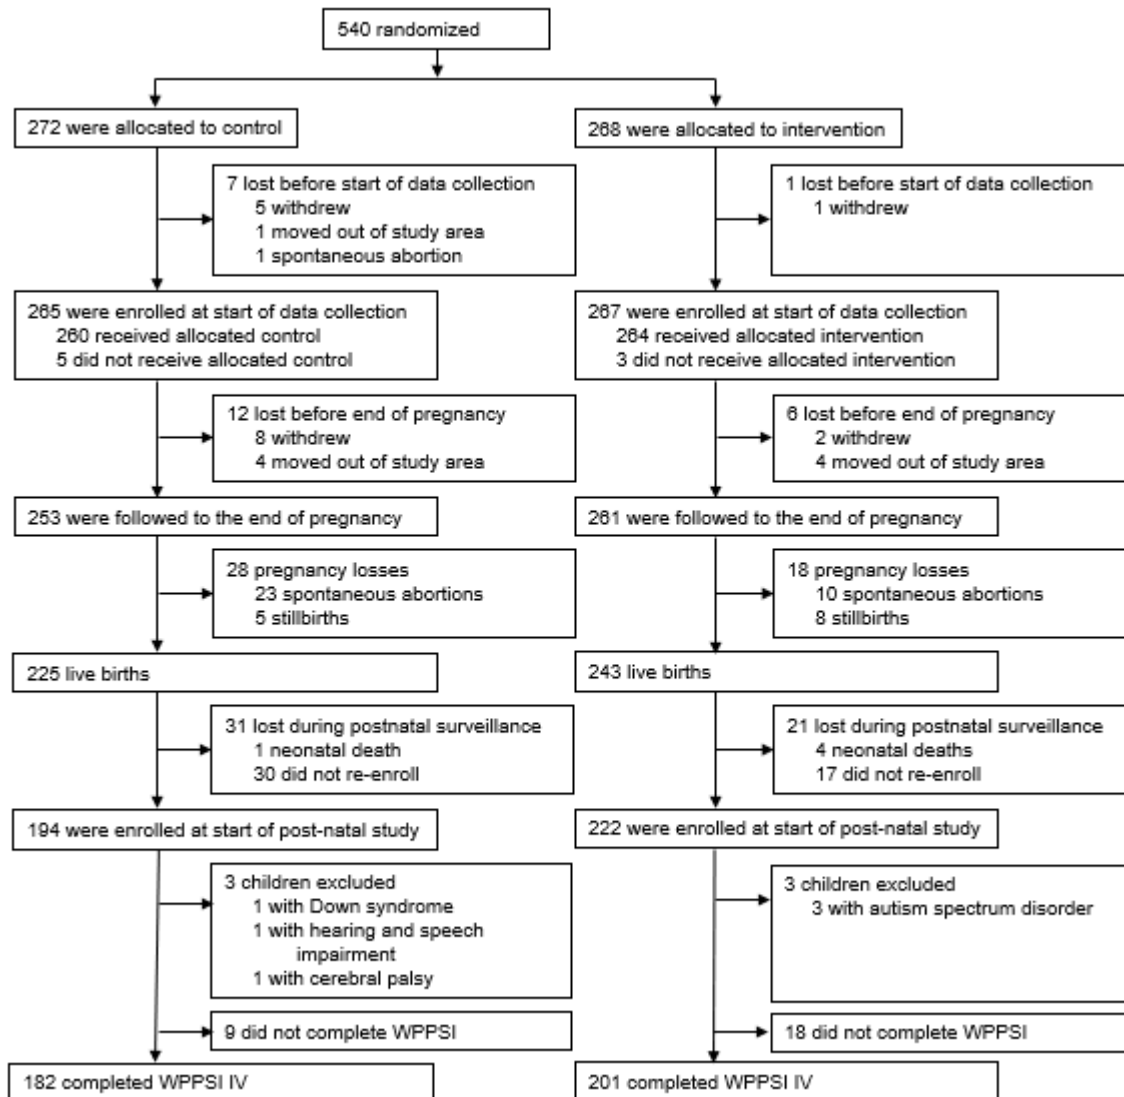 540 randomized
272 were allocated to control
268 were allocated to intervention
7 lost before start of data collection
5 withdrew
1 moved out of study area
1 spontaneous abortion
1 lost before start of data collection
1 withdrew
265 were enrolled at start of data collection
260 received allocated control
5 did not receive allocated control
267 were enrolled at start of data collection
264 received allocated intervention
3 did not receive allocated intervention
12 lost before end of pregnancy
8 withdrew
4 moved out of study area
6 lost before end of pregnancy
2 withdrew
4 moved out of study area
253 were followed to the end of pregnancy
261 were followed to the end of pregnancy
28 pregnancy losses
23 spontaneous abortions
5 stillbirths
18 pregnancy losses
10 spontaneous abortions
8 stillbirths
225 live births
243 live births
31 lost during postnatal surveillance
1 neonatal death
30 did not re-enroll
21 lost during postnatal surveillance
4 neonatal deaths
17 did not re-enroll
194 were enrolled at start of post-natal study
222 were enrolled at start of post-natal study
3 children excluded
1 with Down syndrome
1 with hearing and speech
impairment
1 with cerebral palsy
3 children excluded
3 with autism spectrum disorder
9 did not complete WPPSI
18 did not complete WPPSI
182 completed WPPSI IV
201 completed WPPSI IV